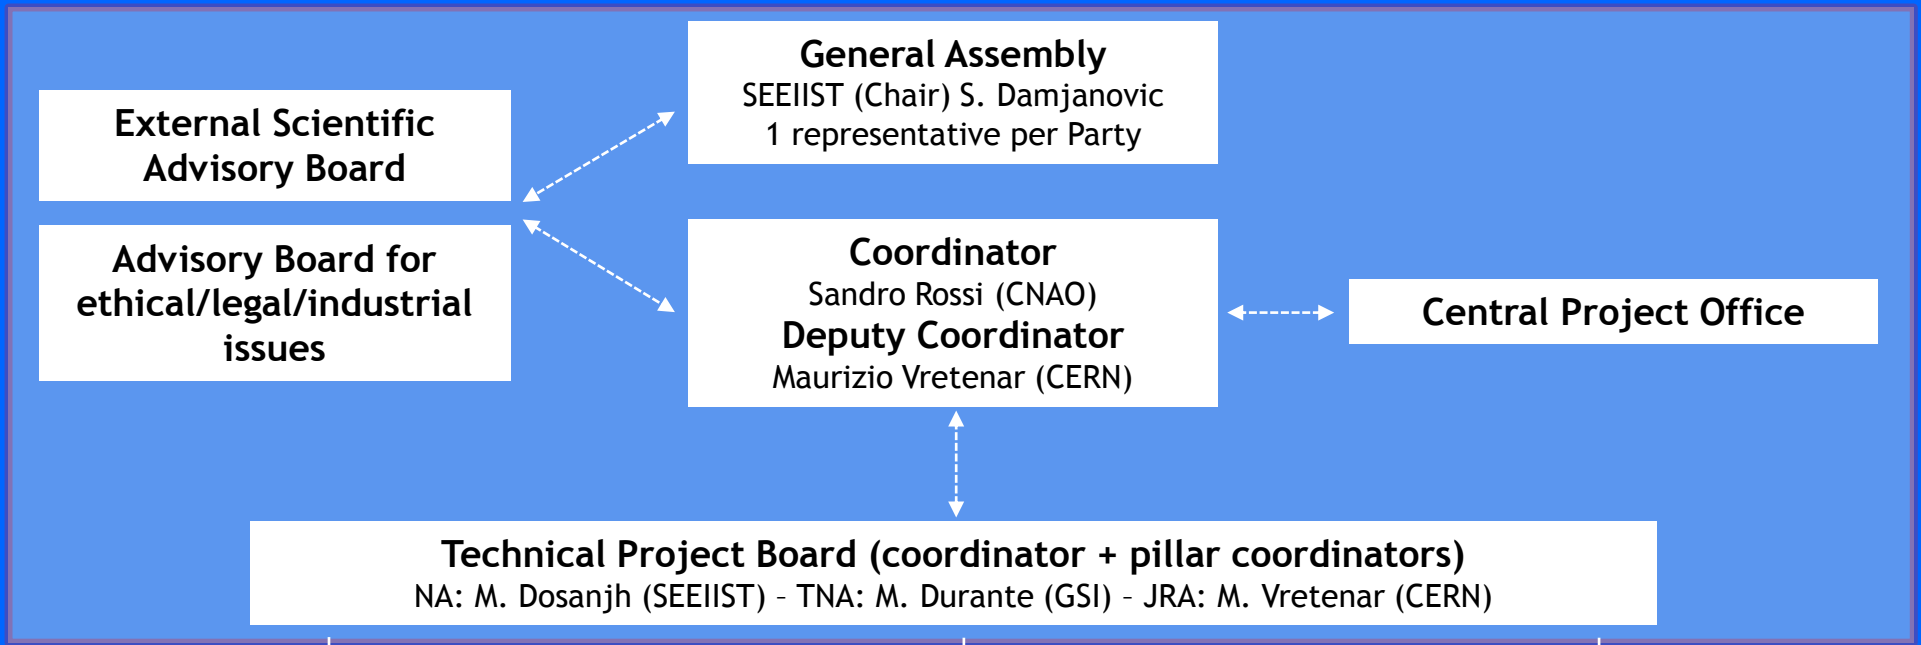 General Assembly
SEEIIST (Chair) S. Damjanovic
1 representative per Party
External Scientific
Advisory Board
Advisory Board for
ethical/legal/industrial
issues
Coordinator
Sandro Rossi (CNAO)
Deputy Coordinator
Maurizio Vretenar (CERN)
Central Project Office
Technical Project Board (coordinator + pillar coordinators)
NA: M. Dosanjh (SEEIIST) – TNA: M. Durante (GSI) – JRA: M. Vretenar (CERN)